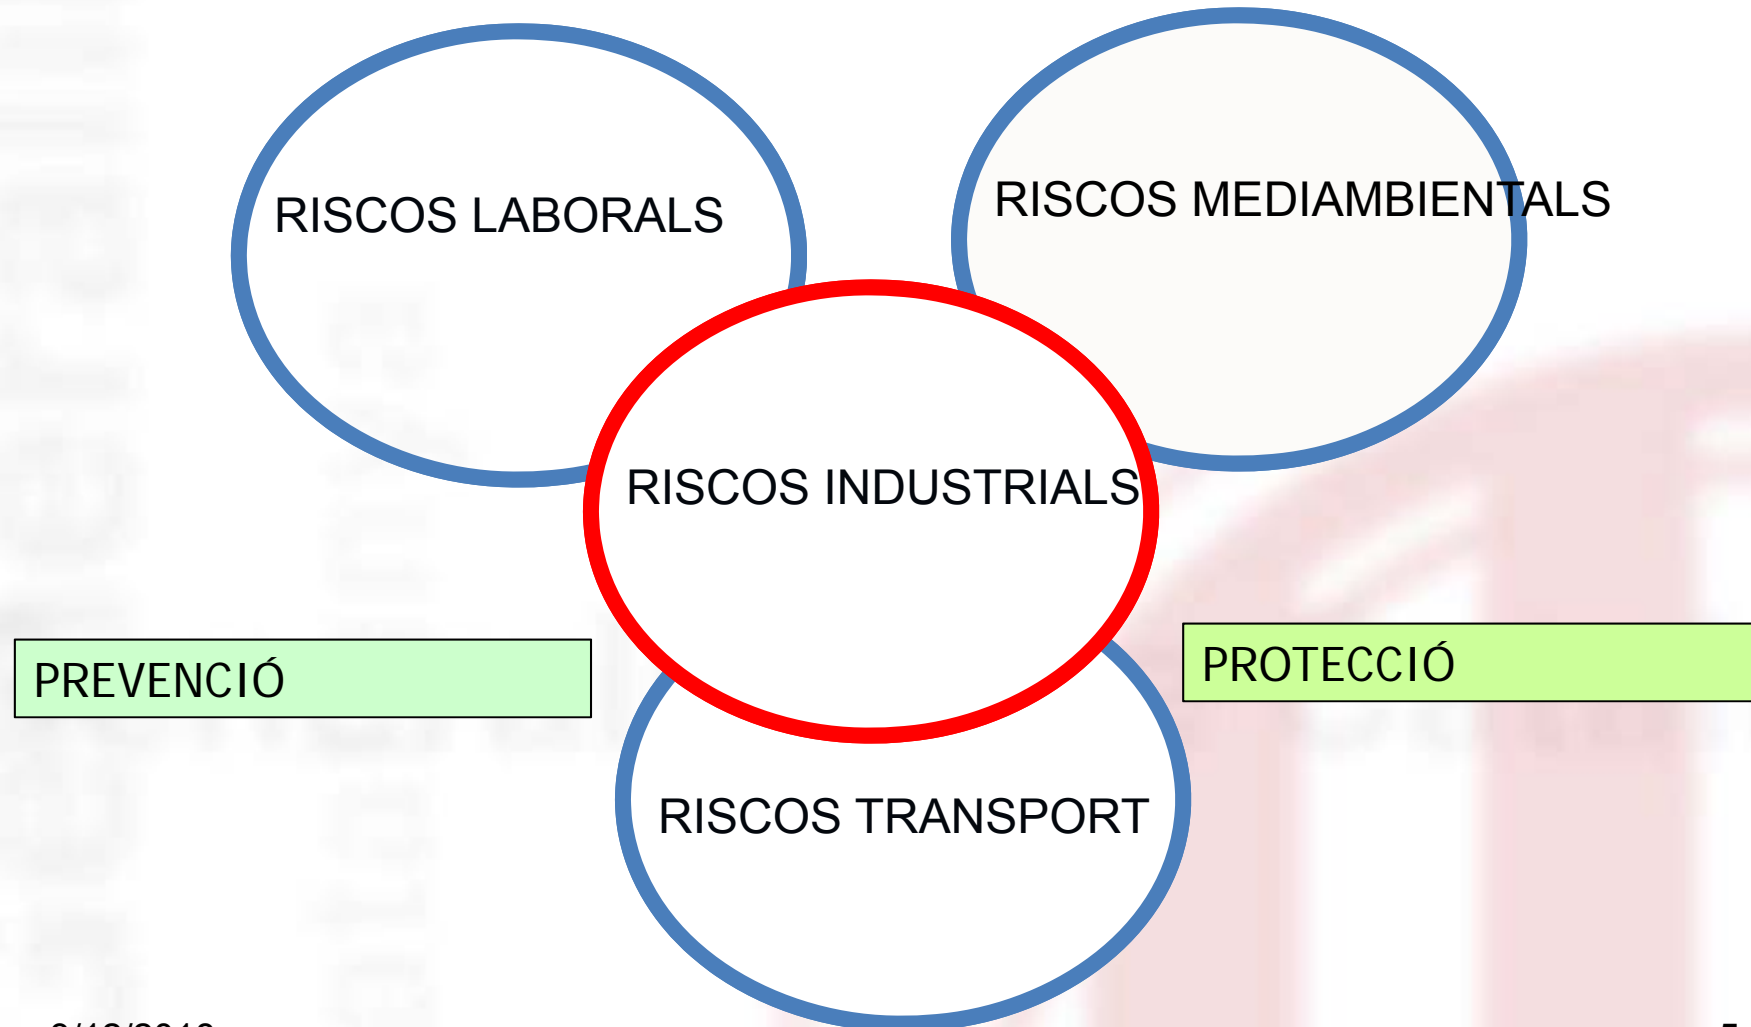 RISCOS LABORALS
RISCOS MEDIAMBIENTALS
RISCOS INDUSTRIALS
PREVENCIÓ
PROTECCIÓ
RISCOS TRANSPORT